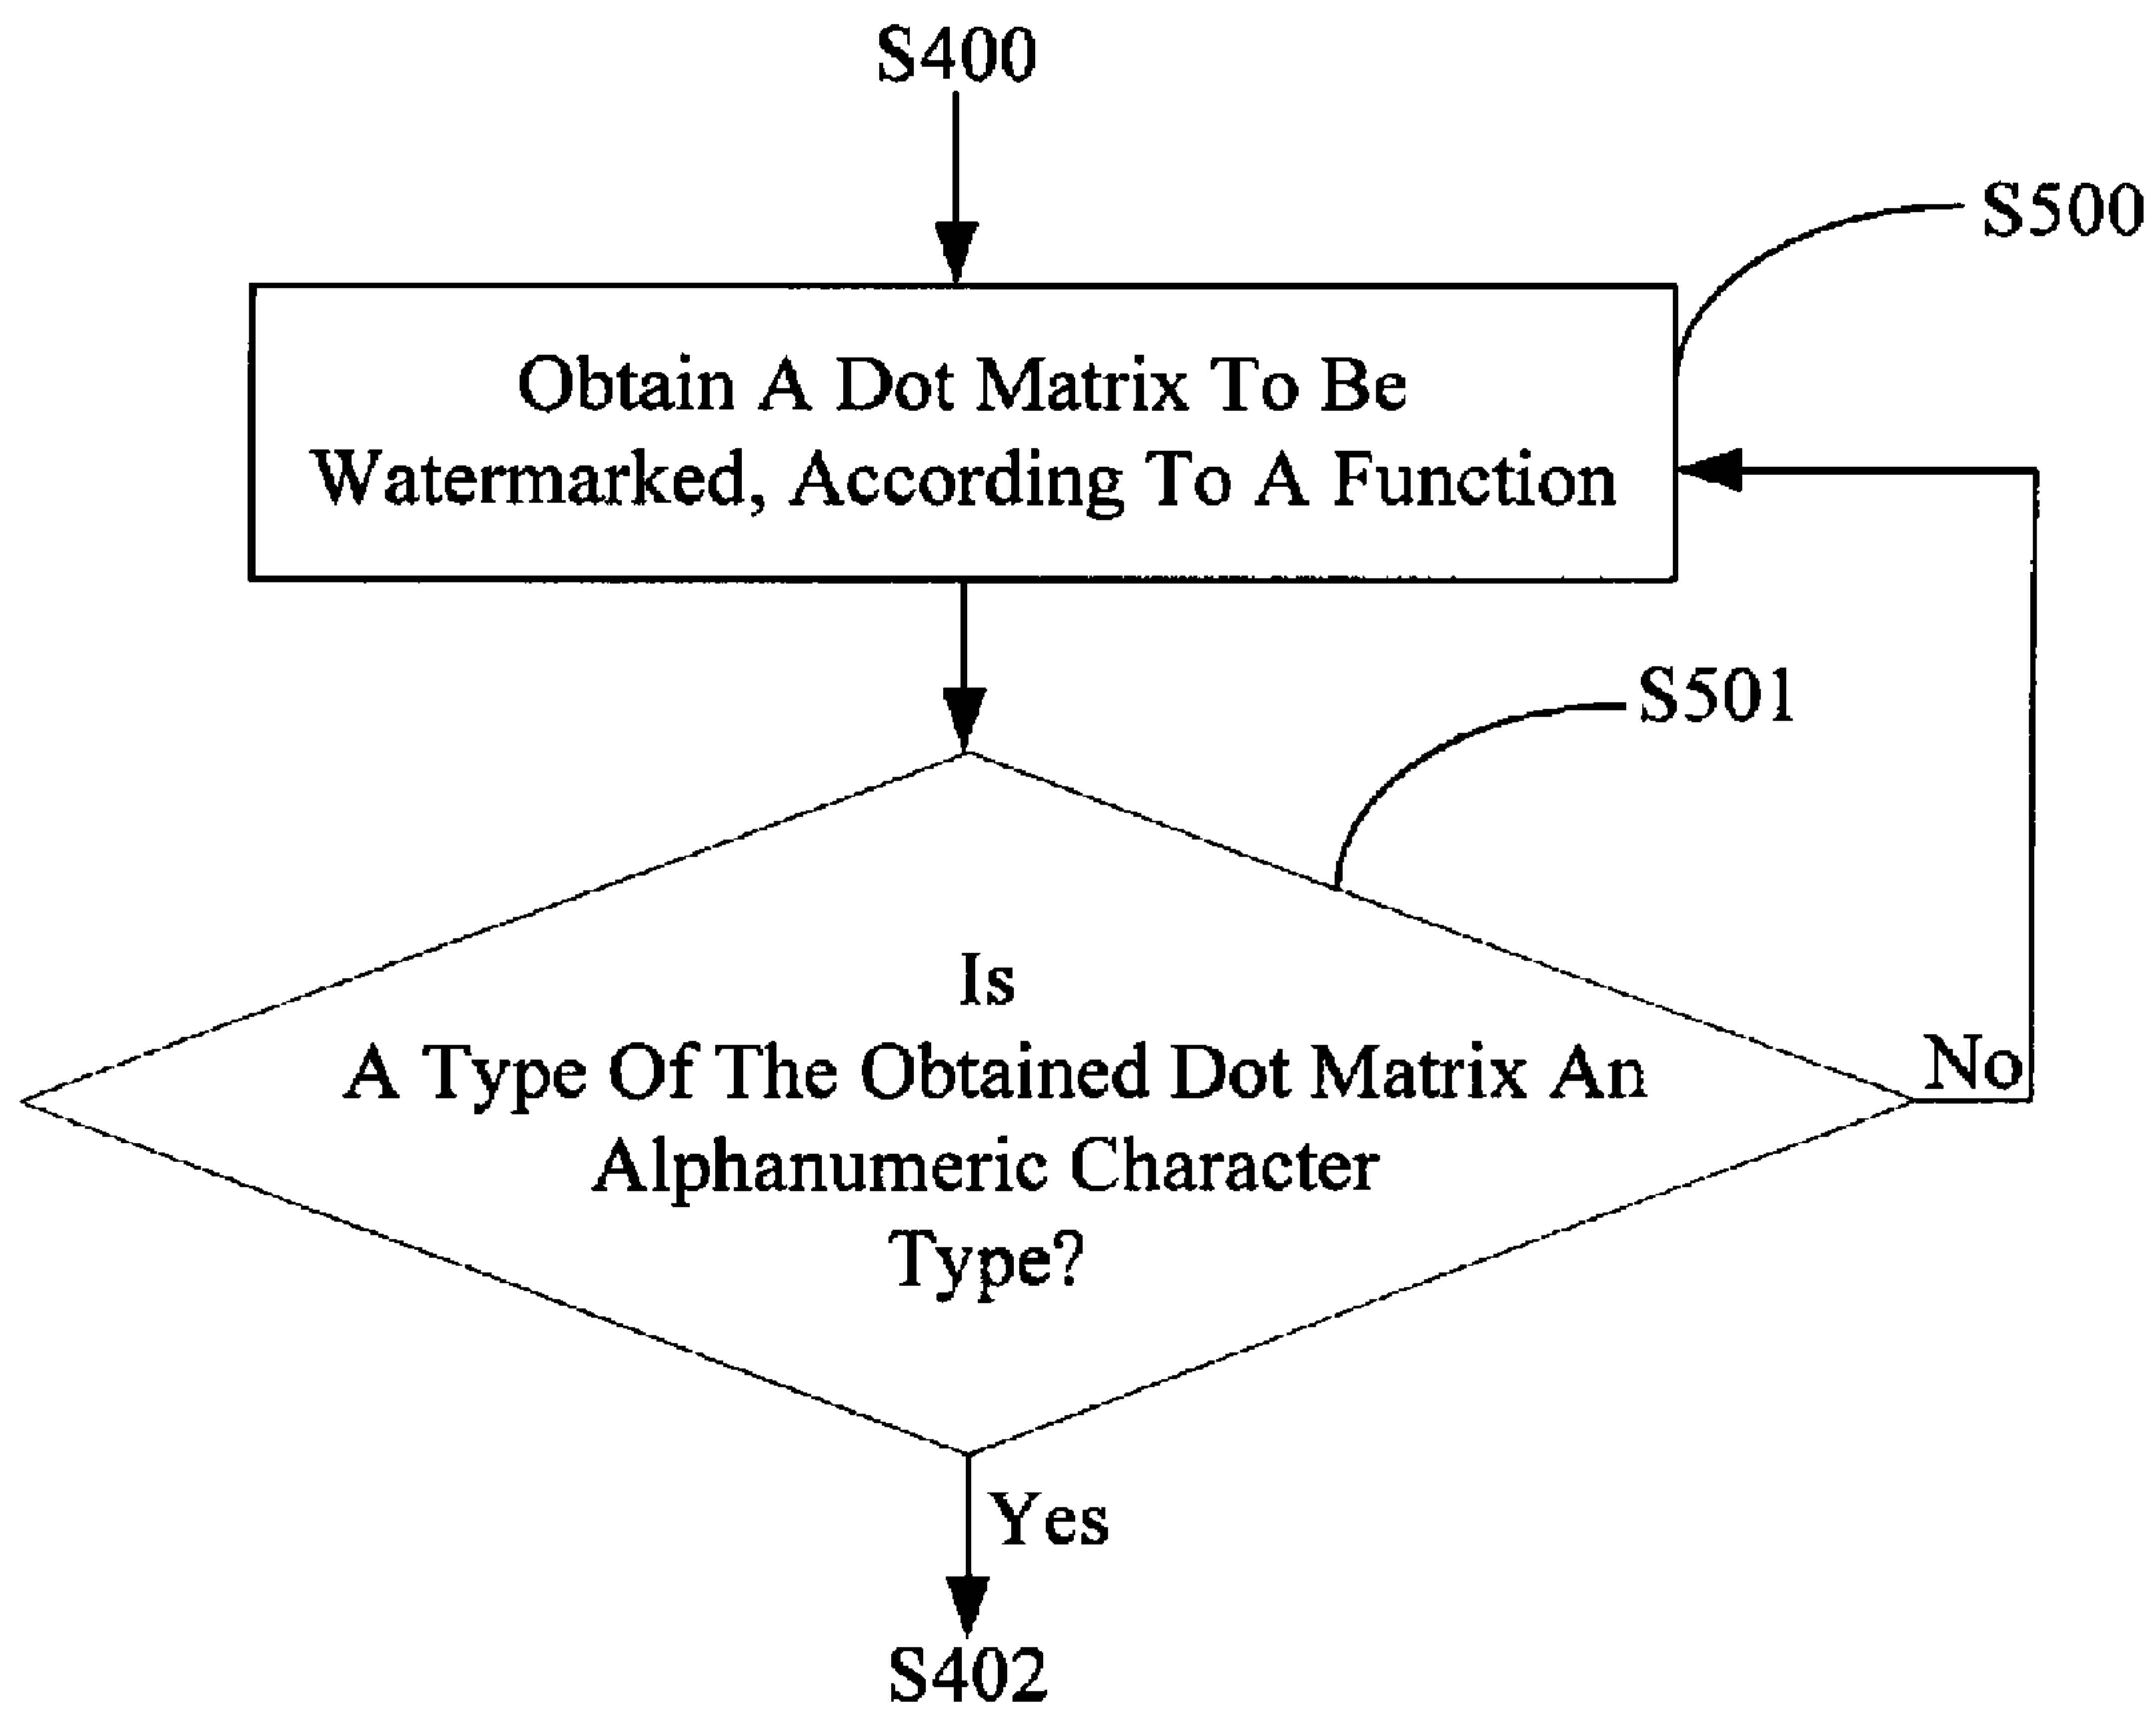 S400
S500
Obtain A Dot Matrix To Be
Watermarked, According To A Function
S501
Is
A Type Of The Obtained Dot Matrix An
Alphanumeric Character
Type?
No
Yes
S402